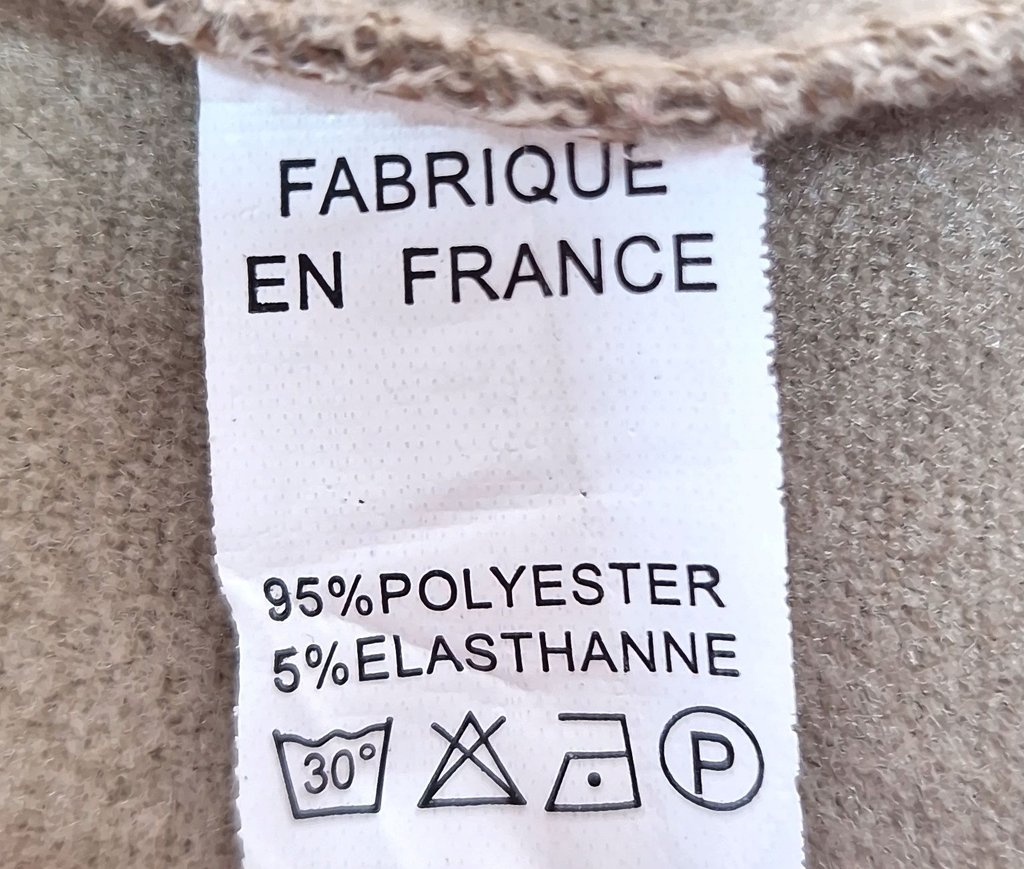 FABRIQUE
EN FRANCE
95%POLYESTER
5%ELASTHANNE
30° P